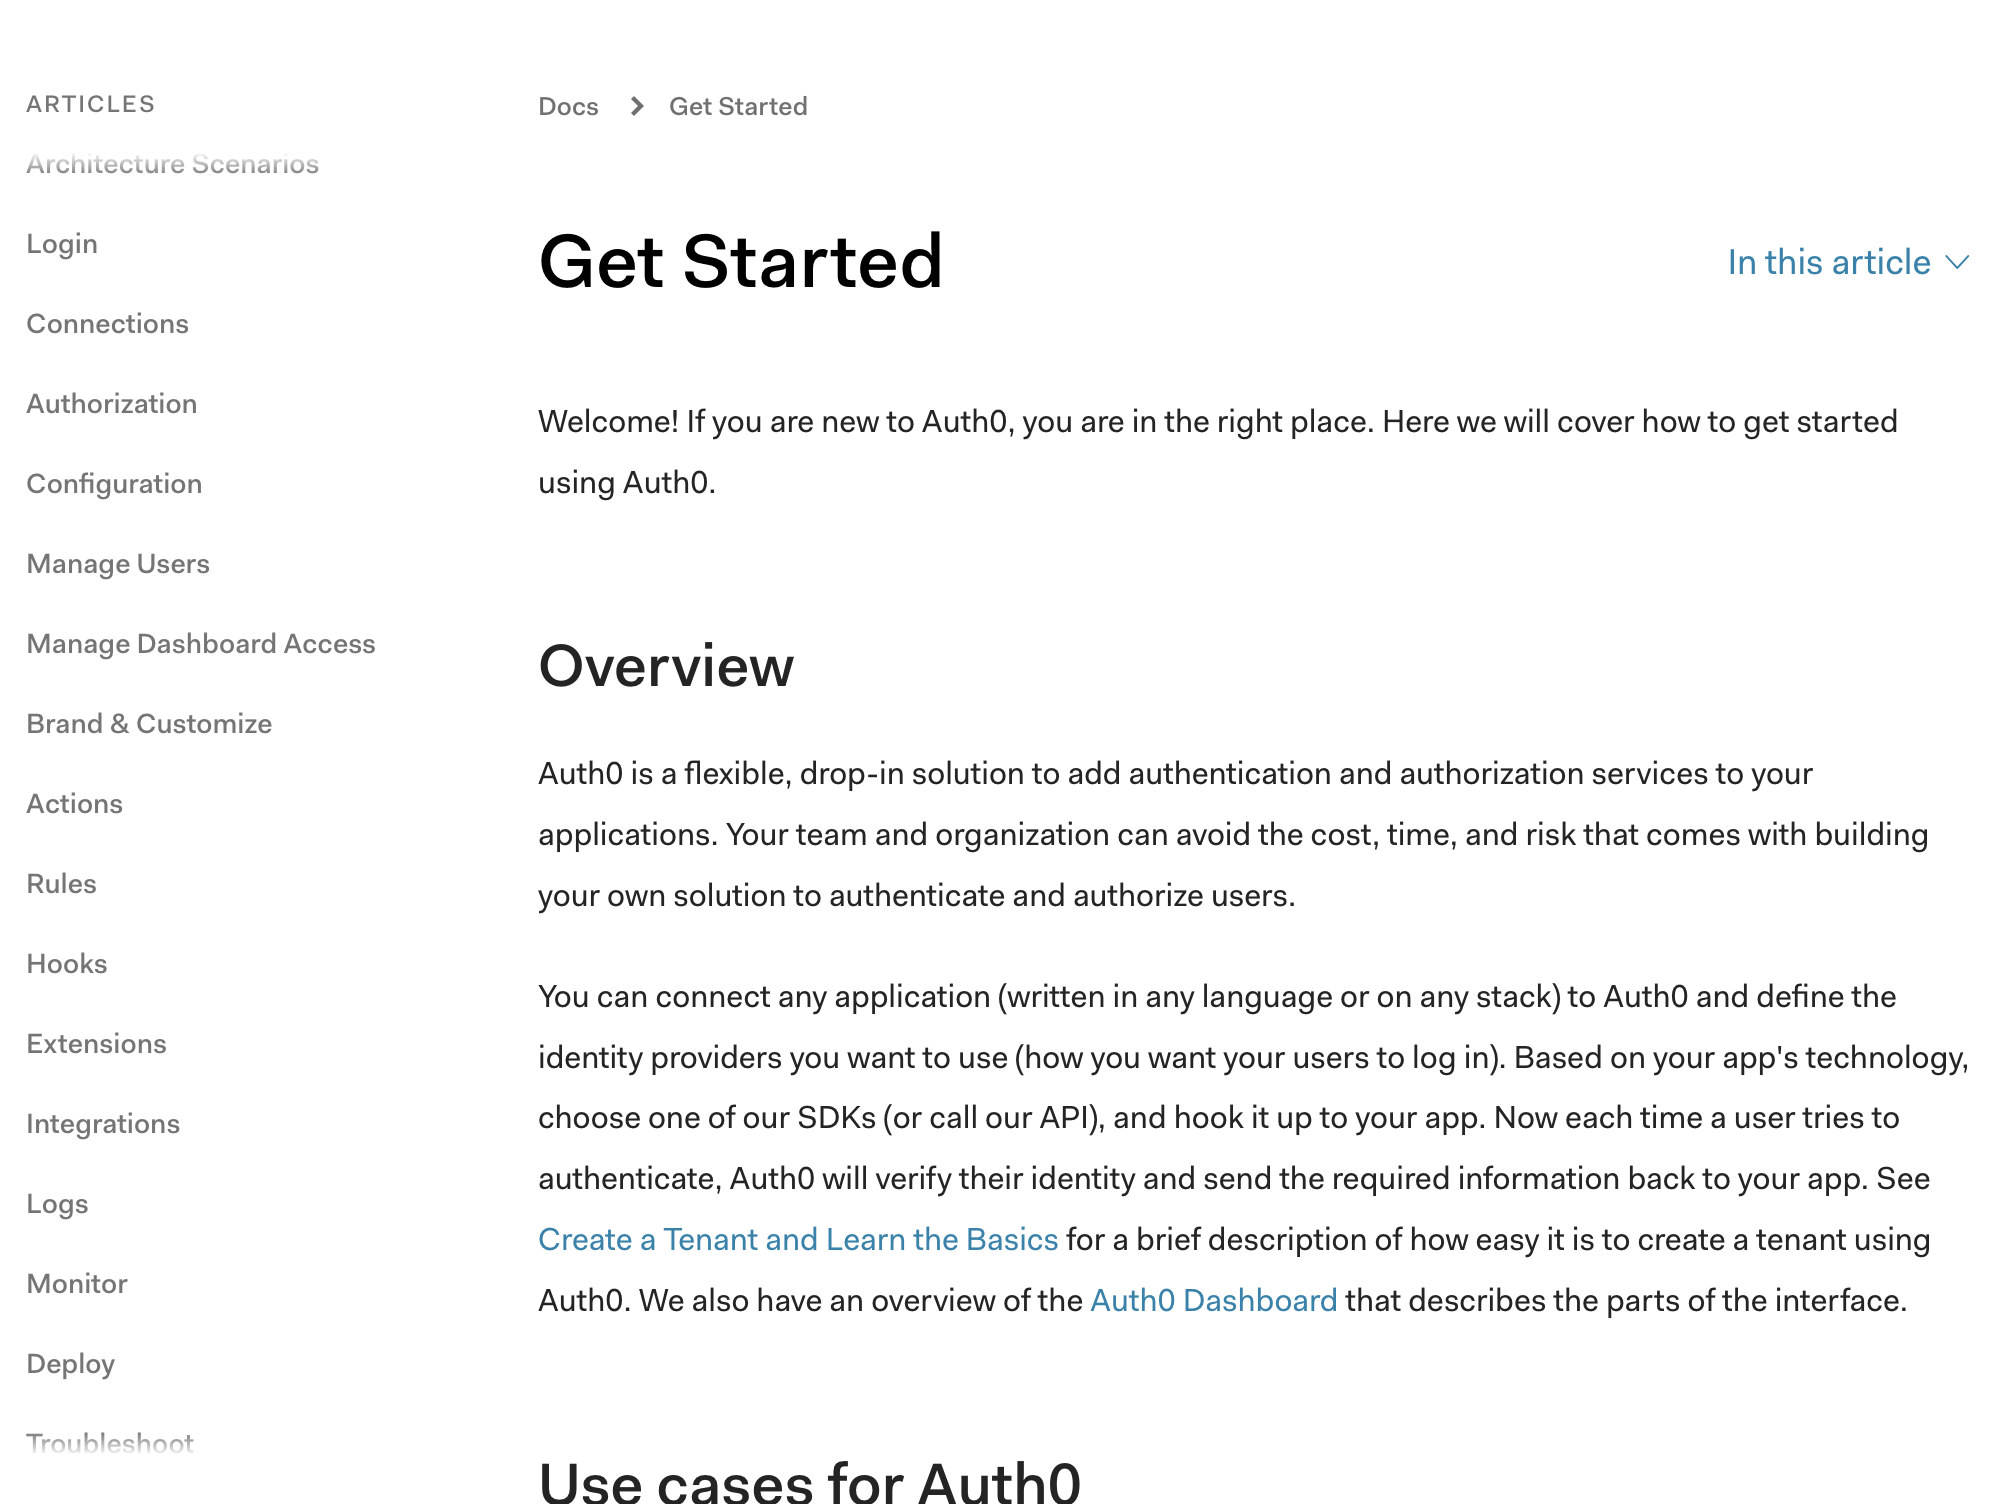 ARTICLES
Architecture Scenarios
Login
Connections
Authorization
Configuration
Manage Users
Manage Dashboard Access
Brand & Customize
Actions
Rules
Hooks
Extensions
Integrations
Logs
Monitor
Deploy
Troubleshoot
Docs > Get Started
Get Started
In this article
Welcome! If you are new to Auth0, you are in the right place. Here we will cover how to get started
using Auth0.
Overview
Auth0 is a flexible, drop-in solution to add authentication and authorization services to your
applications. Your team and organization can avoid the cost, time, and risk that comes with building
your own solution to authenticate and authorize users.
You can connect any application (written in any language or on any stack) to Auth0 and define the
identity providers you want to use (how you want your users to log in). Based on your app's technology,
choose one of our SDKs (or call our API), and hook it up to your app. Now each time a user tries to
authenticate, Auth0 will verify their identity and send the required information back to your app. See
Create a Tenant and Learn the Basics for a brief description of how easy it is to create a tenant using
Auth0. We also have an overview of the Auth0 Dashboard that describes the parts of the interface.
Use cases for Auth0